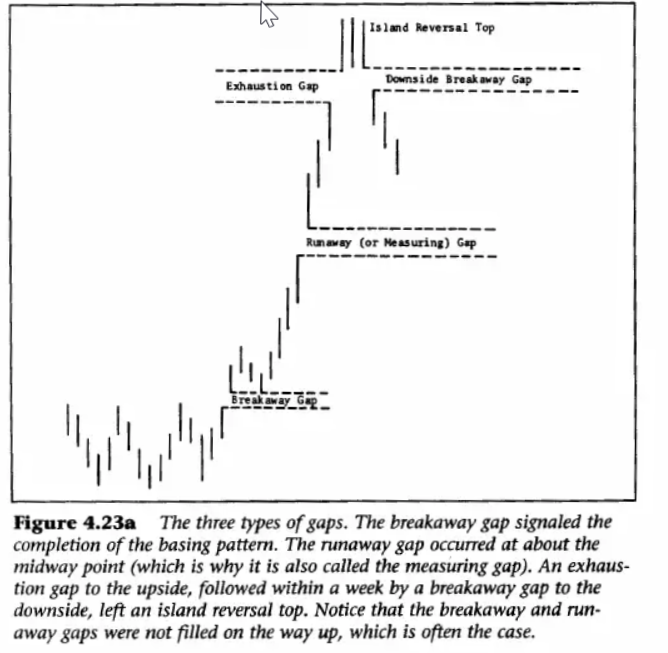 Island Reversal Top
Exhaustion Gap
Downside Breakaway Gap
Runaway (or Measuring) Gap
Breakaway Gap
Figure 4.23a The three types of gaps. The breakaway gap signaled the
completion of the basing pattern. The runaway gap occurred at about the
midway point (which is why it is also called the measuring gap). An exhaus-
tion gap to the upside, followed within a week by a breakaway gap to the
downside, left an island reversal top. Notice that the breakaway and run-
away gaps were not filled on the way up, which is often the case.